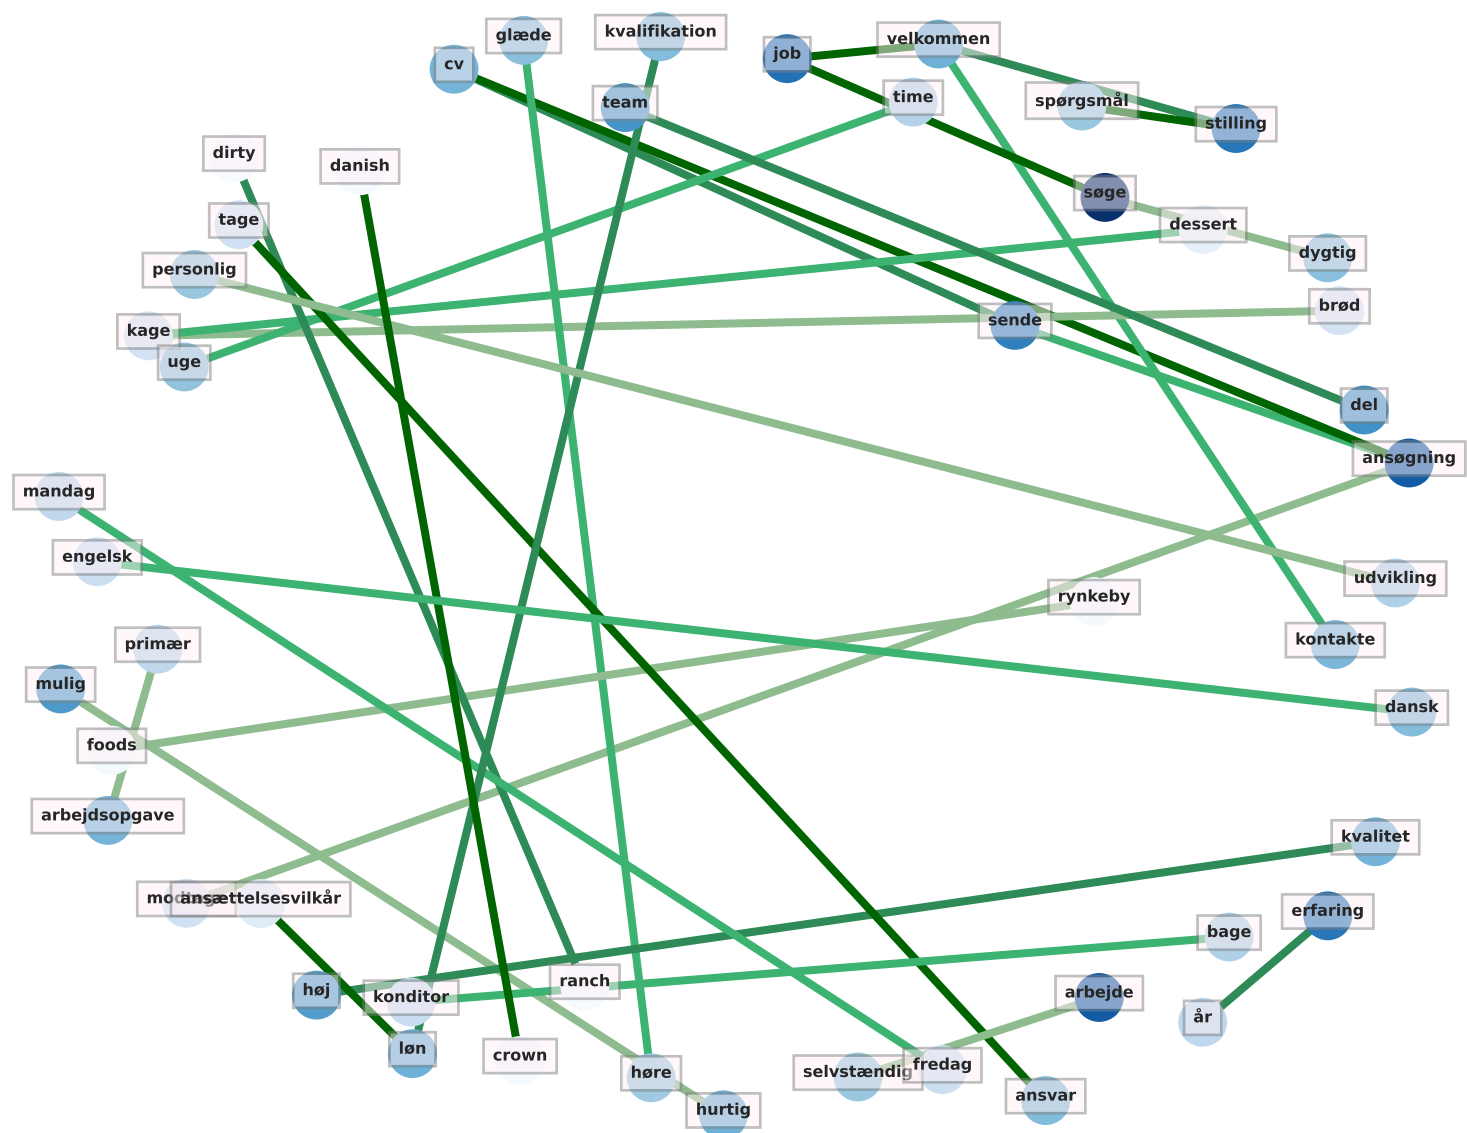 glæde
kvalifikation
velkommen
job
cv
time
team
spørgsmål
stilling
dirty
danish
søge
tage
dessert
dygtig
personlig
brød
sende
kage
uge
del
ansøgning
mandag
engelsk
udvikling
rynkeby
kontakte
primær
mulig
dansk
foods
arbejdsopgave
kvalitet
ansættelsesvilkår
erfaring
bage
ranch
høj
konditor
arbejde
år
løn
crown
fredag
høre
selvstændig
ansvar
hurtig